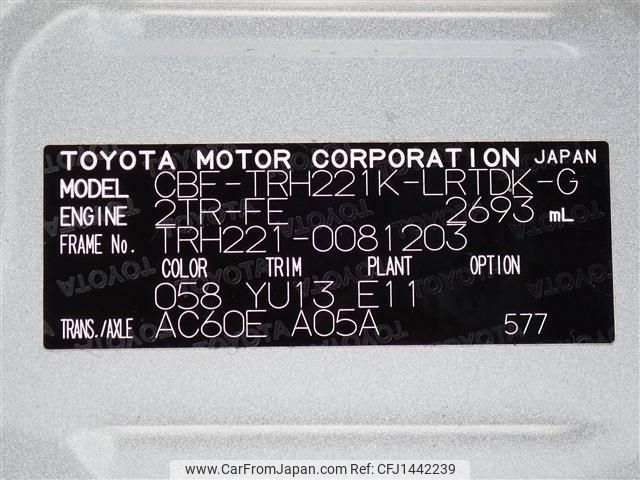 TOYOTA MOTOR CORPORATION JAPAN
MODEL CBF-TRH221K-LRTDK-G
ENGINE 2TR-FE 2693 mL
FRAME No. TRH221-0081203
COLOR TRIM PLANT OPTION
058 YU13 E11
TRANS./AXLE AC60E A05A 577
www.CarFromJapan.com CFJ1442239